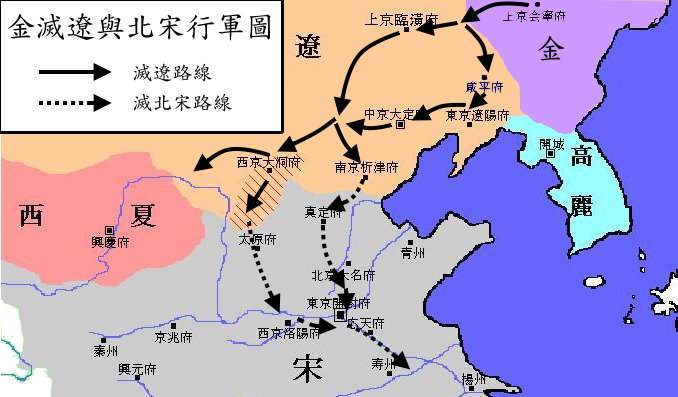 金滅遼與北宋行軍圖
滅遼路線
滅北宋路線
上京臨潢府
上京会寧府
遼
金
咸平府
中京大定府
東京遼陽府
開城
高麗
西京大同府
南京析津府
西夏
興慶府
真定府
太原府
青州
北京大名府
東京開封府
应天府
西京洛陽府
京兆府
秦州
興元府
宋
寿州
揚州